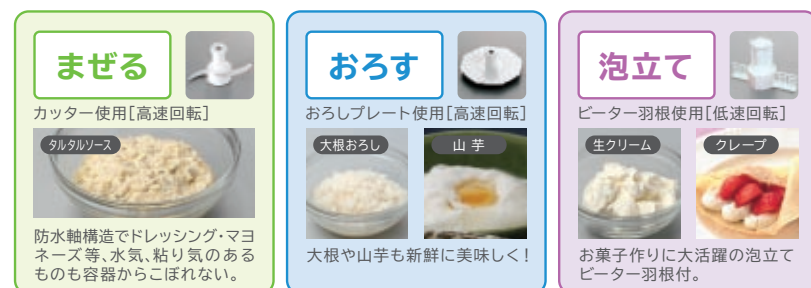 まぜる
カッター使用[高速回転]
タルタルソース
防水軸構造でドレッシング・マヨ
ネーズ等、水気、粘り気のある
ものも容器からこぼれない。
おろす
おろしプレート使用[高速回転]
大根おろし
山芋
大根や山芋も新鮮に美味しく!
泡立て
ビーター羽根使用[低速回転]
生クリーム
クレープ
お菓子作りに大活躍の泡立て
ビーター羽根付。